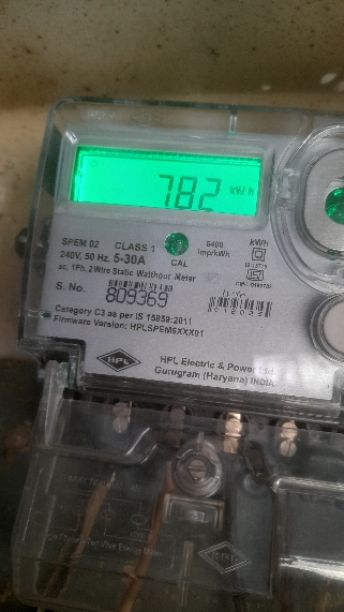 782 kWh
SPEM 02 CLASS 1 6400 kWh
240V, 50 Hz. 5-30A CAL imp/kWh
ac, 1Ph, 2 Wire Static Watthour Meter
S. No. 809369
Category C3 as per IS 15959:2011
Firmware Version: HPLSPEM6XXX01
HPL HPL Electric & Power Ltd.
Gurugram (Haryana) INDIA